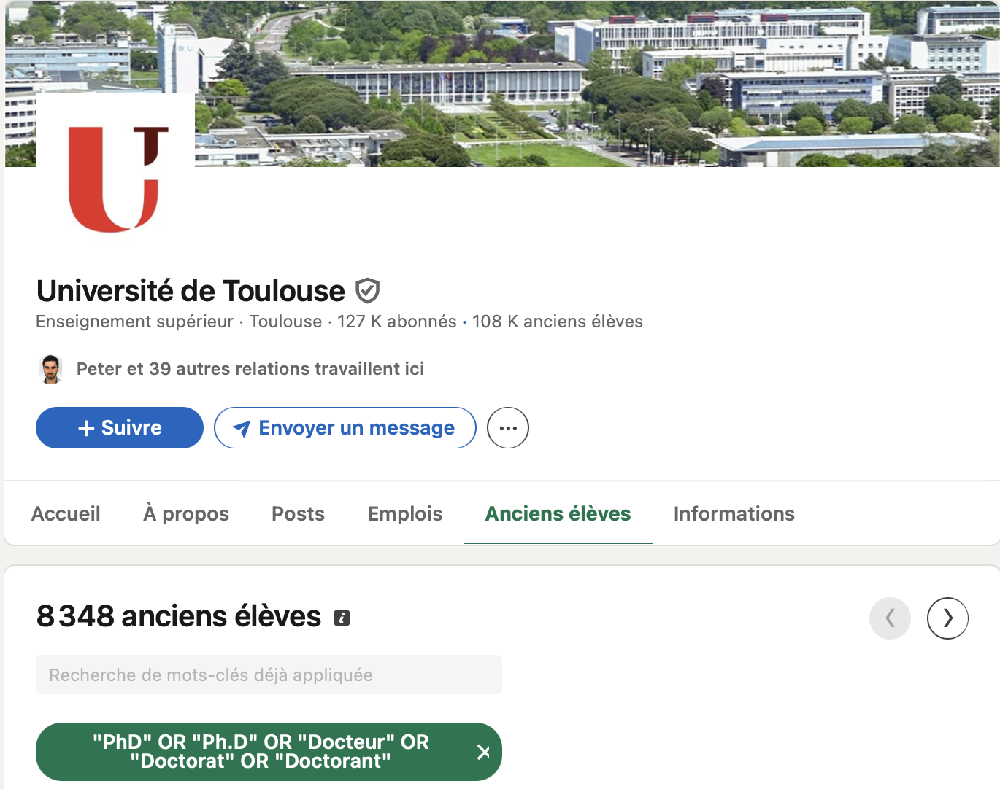 B.U
Université de Toulouse
Enseignement supérieur · Toulouse · 127 K abonnés • 108 K anciens élèves
Peter et 39 autres relations travaillent ici
+ Suivre
Envoyer un message
...
Accueil
À propos
Posts
Emplois
Anciens élèves
Informations
8 348 anciens élèves
Recherche de mots-clés déjà appliquée
"PhD" OR "Ph.D" OR "Docteur" OR
"Doctorat" OR "Doctorant"